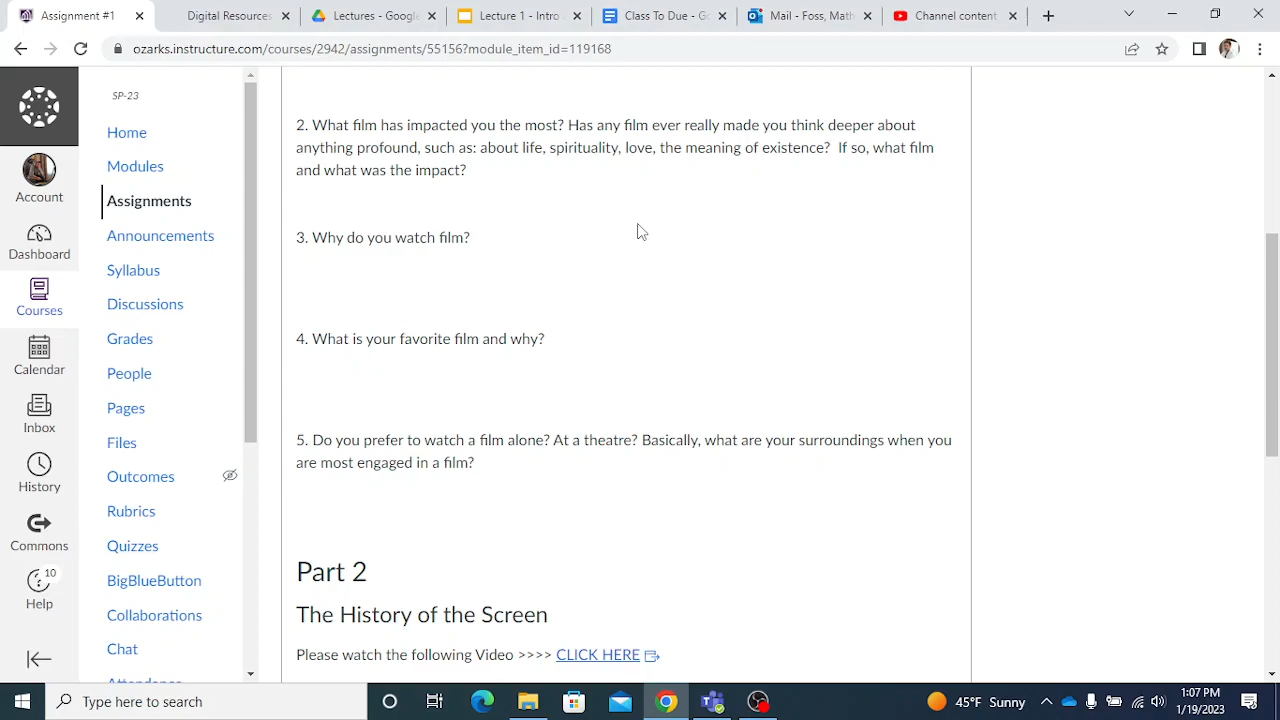 Assignment #1
Digital Resources
Lectures - Google
Lecture 1 - Intro
Class To Due - Go
Mail - Foss, Math
Channel content
ozarks.instructure.com/courses/2942/assignments/55156?module_item_id=119168
SP-23
Home
Modules
Assignments
Announcements
Syllabus
Discussions
Grades
People
Pages
Files
Outcomes
Rubrics
Quizzes
BigBlueButton
Collaborations
Chat
Attendance
Account
Dashboard
Courses
Calendar
Inbox
History
Commons
10
Help
2. What film has impacted you the most? Has any film ever really made you think deeper about
anything profound, such as: about life, spirituality, love, the meaning of existence? If so, what film
and what was the impact?
3. Why do you watch film?
4. What is your favorite film and why?
5. Do you prefer to watch a film alone? At a theatre? Basically, what are your surroundings when you
are most engaged in a film?
Part 2
The History of the Screen
Please watch the following Video >>>> CLICK HERE
Type here to search
45°F Sunny
1:07 PM
1/19/2023